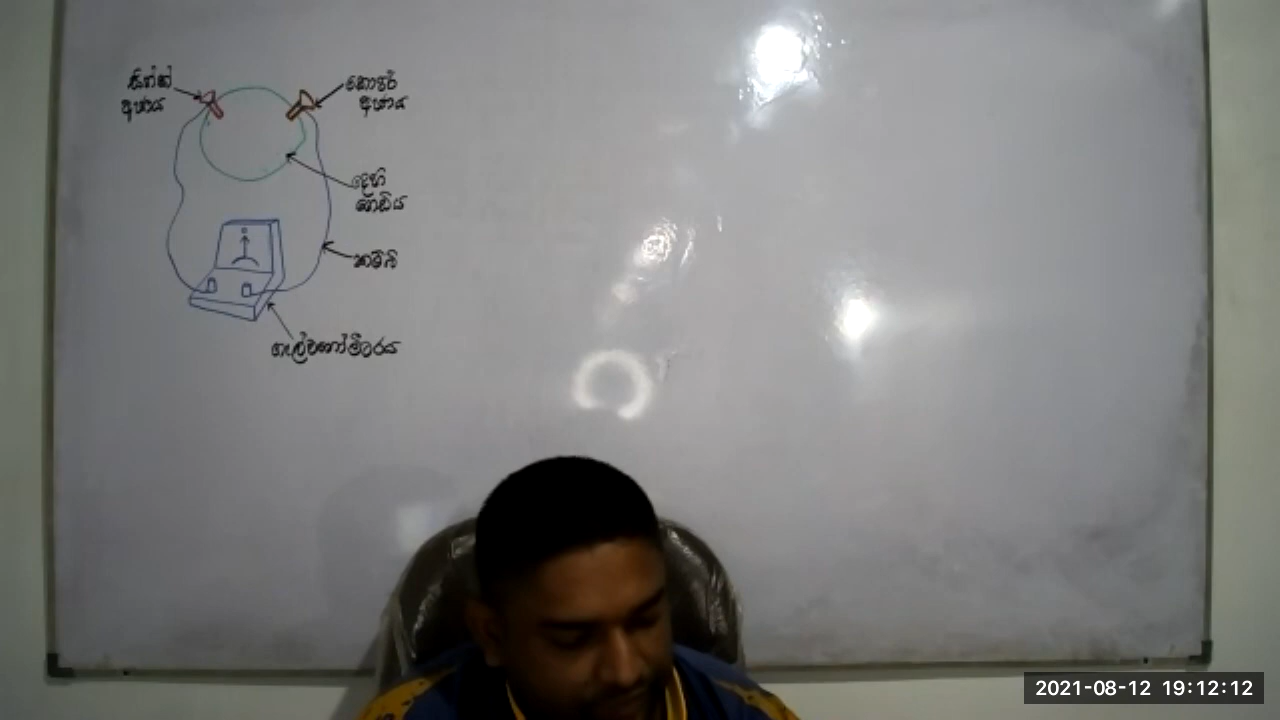 සින්ක්
අග්‍රය
කොපර්
අග්‍රය
දෙහි
ගෙඩිය
කම්බි
ගැල්වනෝමීටරය
2021-08-12 19:12:12